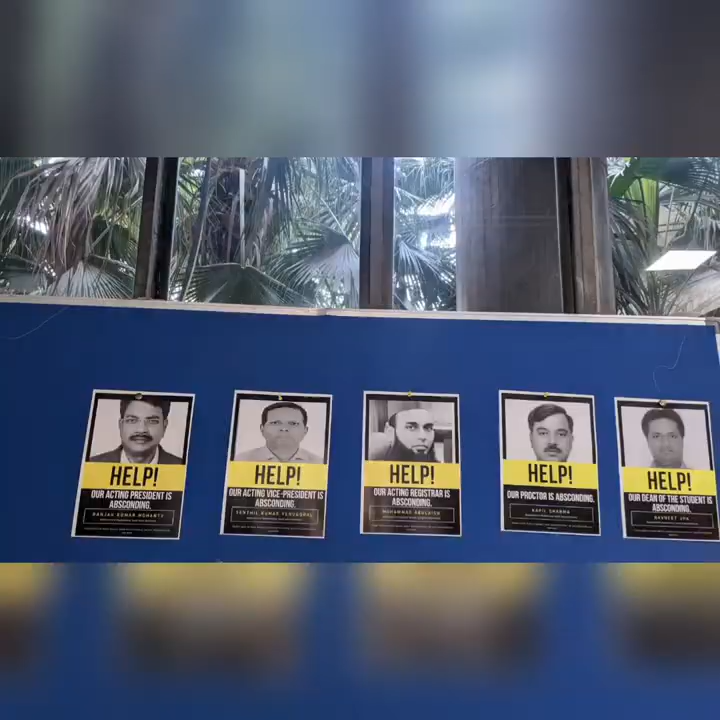 HELP!
OUR ACTING PRESIDENT IS
ABSCONDING.
RANJAN KUMAR MOHANTY
HELP!
OUR ACTING VICE-PRESIDENT IS
ABSCONDING.
SENTHIL KUMAR
HELP!
OUR ACTING REGISTRAR IS
ABSCONDING.
MOHAMMAD ABULAISH
HELP!
OUR PROCTOR IS ABSCONDING.
KAPIL SHARMA
HELP!
OUR DEAN OF THE STUDENT IS
ABSCONDING.
NAVNEET JHA